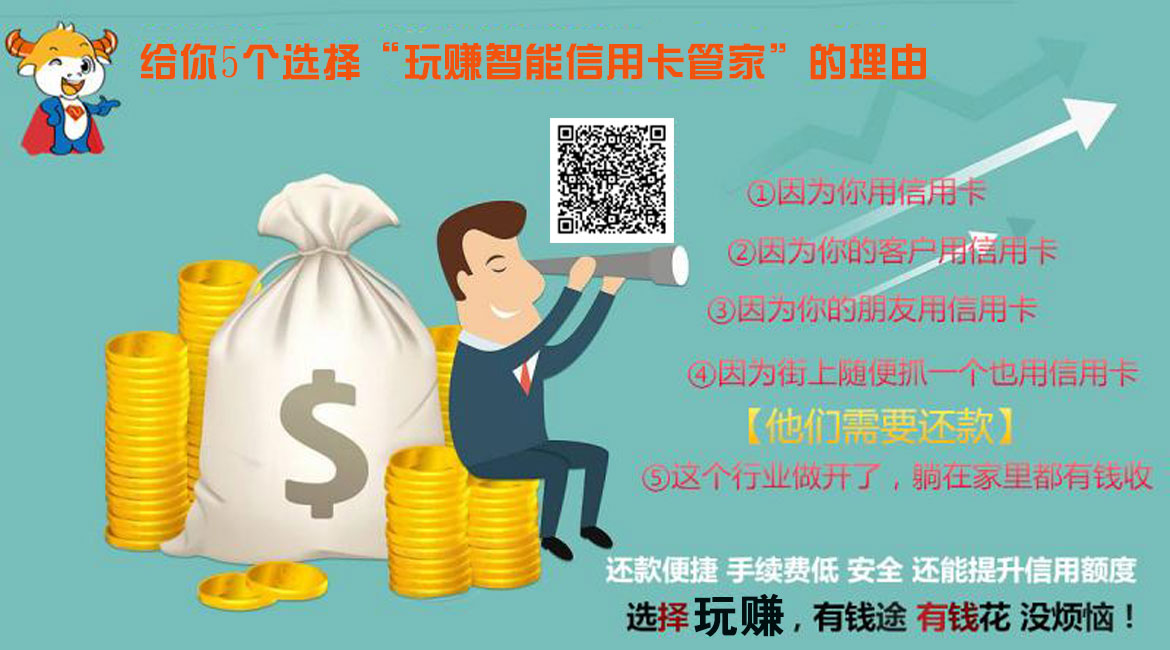 给你5个选择“玩赚智能信用卡管家”的理由
①因为你用信用卡
②因为你的客户用信用卡
③因为你的朋友用信用卡
④因为街上随便抓一个也用信用卡
【他们需要还款】
⑤这个行业做开了，躺在家里都有钱收
$
还款便捷 手续费低 安全 还能提升信用额度
选择 玩赚，有钱途 有钱花 没烦恼！